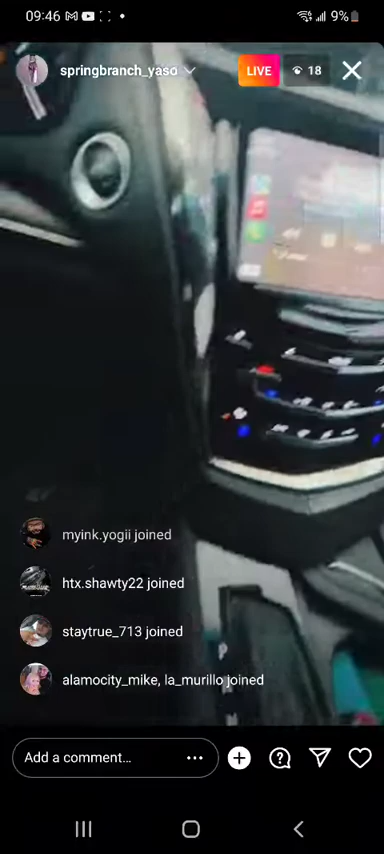 09:46 9%
springbranch_yaso LIVE 18
myink.yogii joined
htx.shawty22 joined
staytrue_713 joined
alamocity_mike, la_murillo joined
Add a comment...